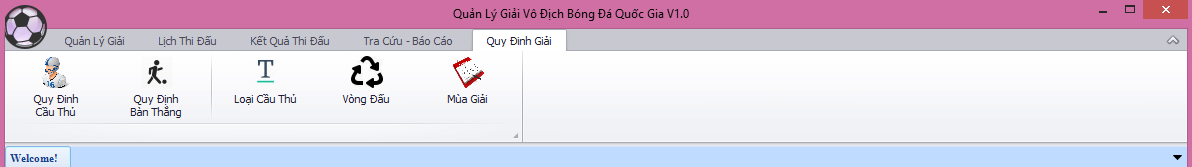 Quản Lý Giải Vô Địch Bóng Đá Quốc Gia V1.0
Quản Lý Giải Lịch Thi Đấu Kết Quả Thi Đấu Tra Cứu - Báo Cáo Quy Đinh Giải
Quy Đinh
Cầu Thủ
Quy Định
Bàn Thắng
Loại Cầu Thủ
Vòng Đấu
Mùa Giải
Welcome!